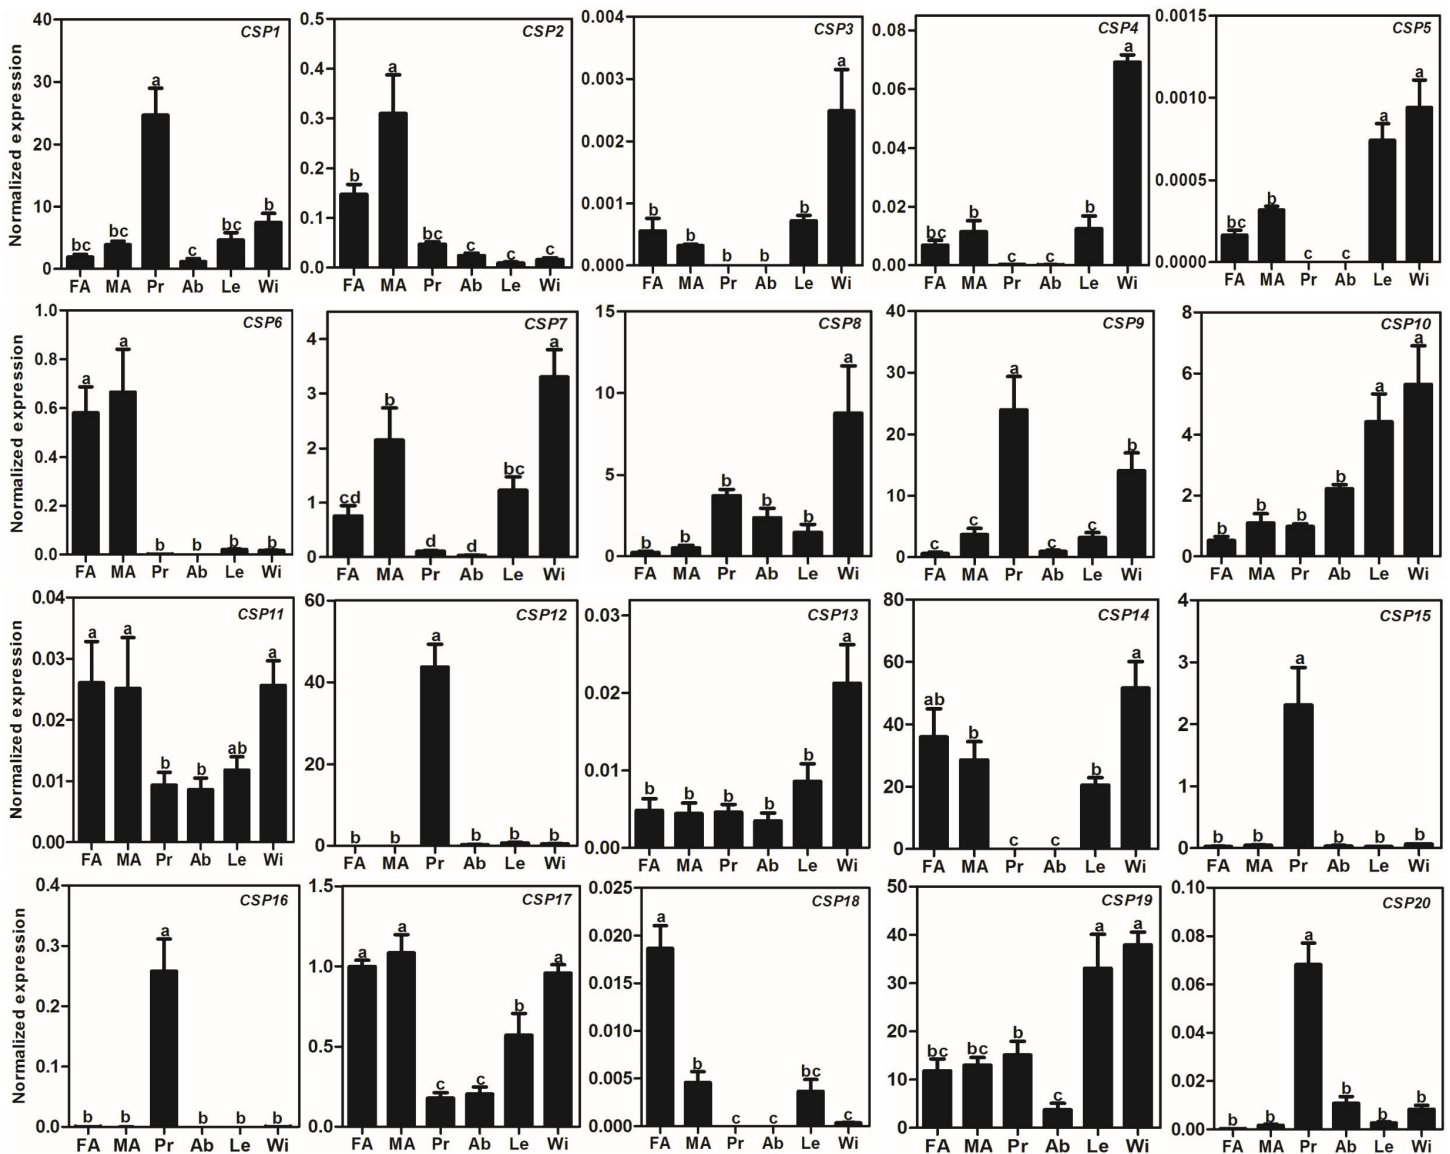 CSP1
Normalized expression
40
30
20
10
0
bc
bc
a
c
bc
b
FA MA Pr Ab Le Wi
CSP2
0.5
0.4
0.3
0.2
0.1
0.0
b
a
b
c
c
c
FA MA Pr Ab Le Wi
CSP3
0.004
0.003
0.002
0.001
0.000
b
b
b
b
b
a
FA MA Pr Ab Le Wi
CSP4
0.08
0.06
0.04
0.02
0.00
bc
b
c
c
b
a
FA MA Pr Ab Le Wi
CSP5
0.0015
0.0010
0.0005
0.0000
bc
b
c
c
a
a
FA MA Pr Ab Le Wi
CSP6
Normalized expression
1.0
0.8
0.6
0.4
0.2
0.0
a
a
b
b
b
b
FA MA Pr Ab Le Wi
CSP7
4
3
2
1
0
cd
b
d
d
bc
a
FA MA Pr Ab Le Wi
CSP8
15
10
5
0
b
b
b
b
b
a
FA MA Pr Ab Le Wi
CSP9
40
30
20
10
0
c
c
a
c
c
b
FA MA Pr Ab Le Wi
CSP10
8
6
4
2
0
b
b
b
b
a
a
FA MA Pr Ab Le Wi
CSP11
Normalized expression
0.04
0.03
0.02
0.01
0.00
a
a
b
b
ab
a
FA MA Pr Ab Le Wi
CSP12
60
40
20
0
b
b
a
b
b
b
FA MA Pr Ab Le Wi
CSP13
0.03
0.02
0.01
0.00
b
b
b
b
b
a
FA MA Pr Ab Le Wi
CSP14
80
60
40
20
0
ab
b
c
c
b
a
FA MA Pr Ab Le Wi
CSP15
4
3
2
1
0
b
b
a
b
b
b
FA MA Pr Ab Le Wi
CSP16
Normalized expression
0.4
0.3
0.2
0.1
0.0
b
b
a
b
b
b
FA MA Pr Ab Le Wi
CSP17
1.5
1.0
0.5
0.0
a
a
c
c
b
a
FA MA Pr Ab Le Wi
CSP18
0.025
0.020
0.015
0.010
0.005
0.000
a
b
c
c
bc
c
FA MA Pr Ab Le Wi
CSP19
50
40
30
20
10
0
bc
bc
b
c
a
a
FA MA Pr Ab Le Wi
CSP20
0.10
0.08
0.06
0.04
0.02
0.00
b
b
a
b
b
b
FA MA Pr Ab Le Wi